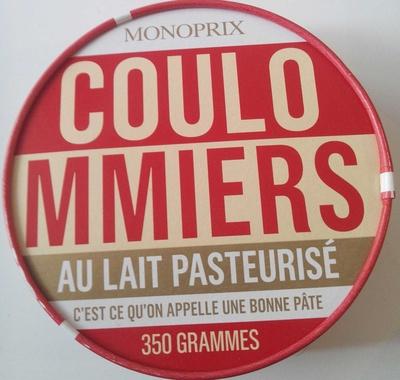 MONOPRIX
COULO
MMIERS
AU LAIT PASTEURISÉ
C'EST CE QU'ON APPELLE UNE BONNE PÂTE
350 GRAMMES